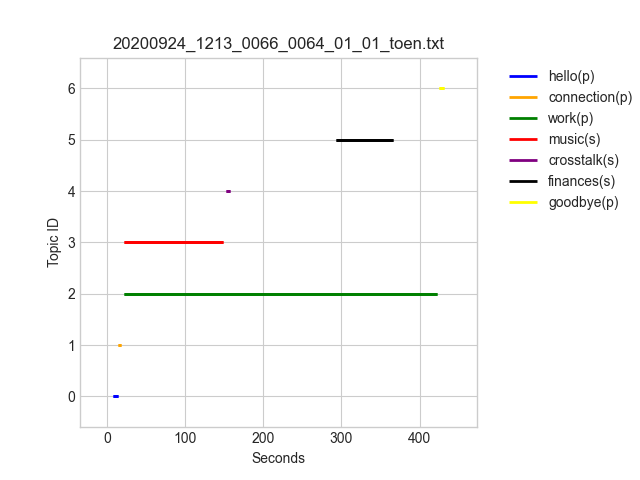 20200924_1213_0066_0064_01_01_toen.txt
hello(p)
connection(p)
work(p)
music(s)
crosstalk(s)
finances(s)
goodbye(p)
Topic ID
6
5
4
3
2
1
0
0 100 200 300 400
Seconds